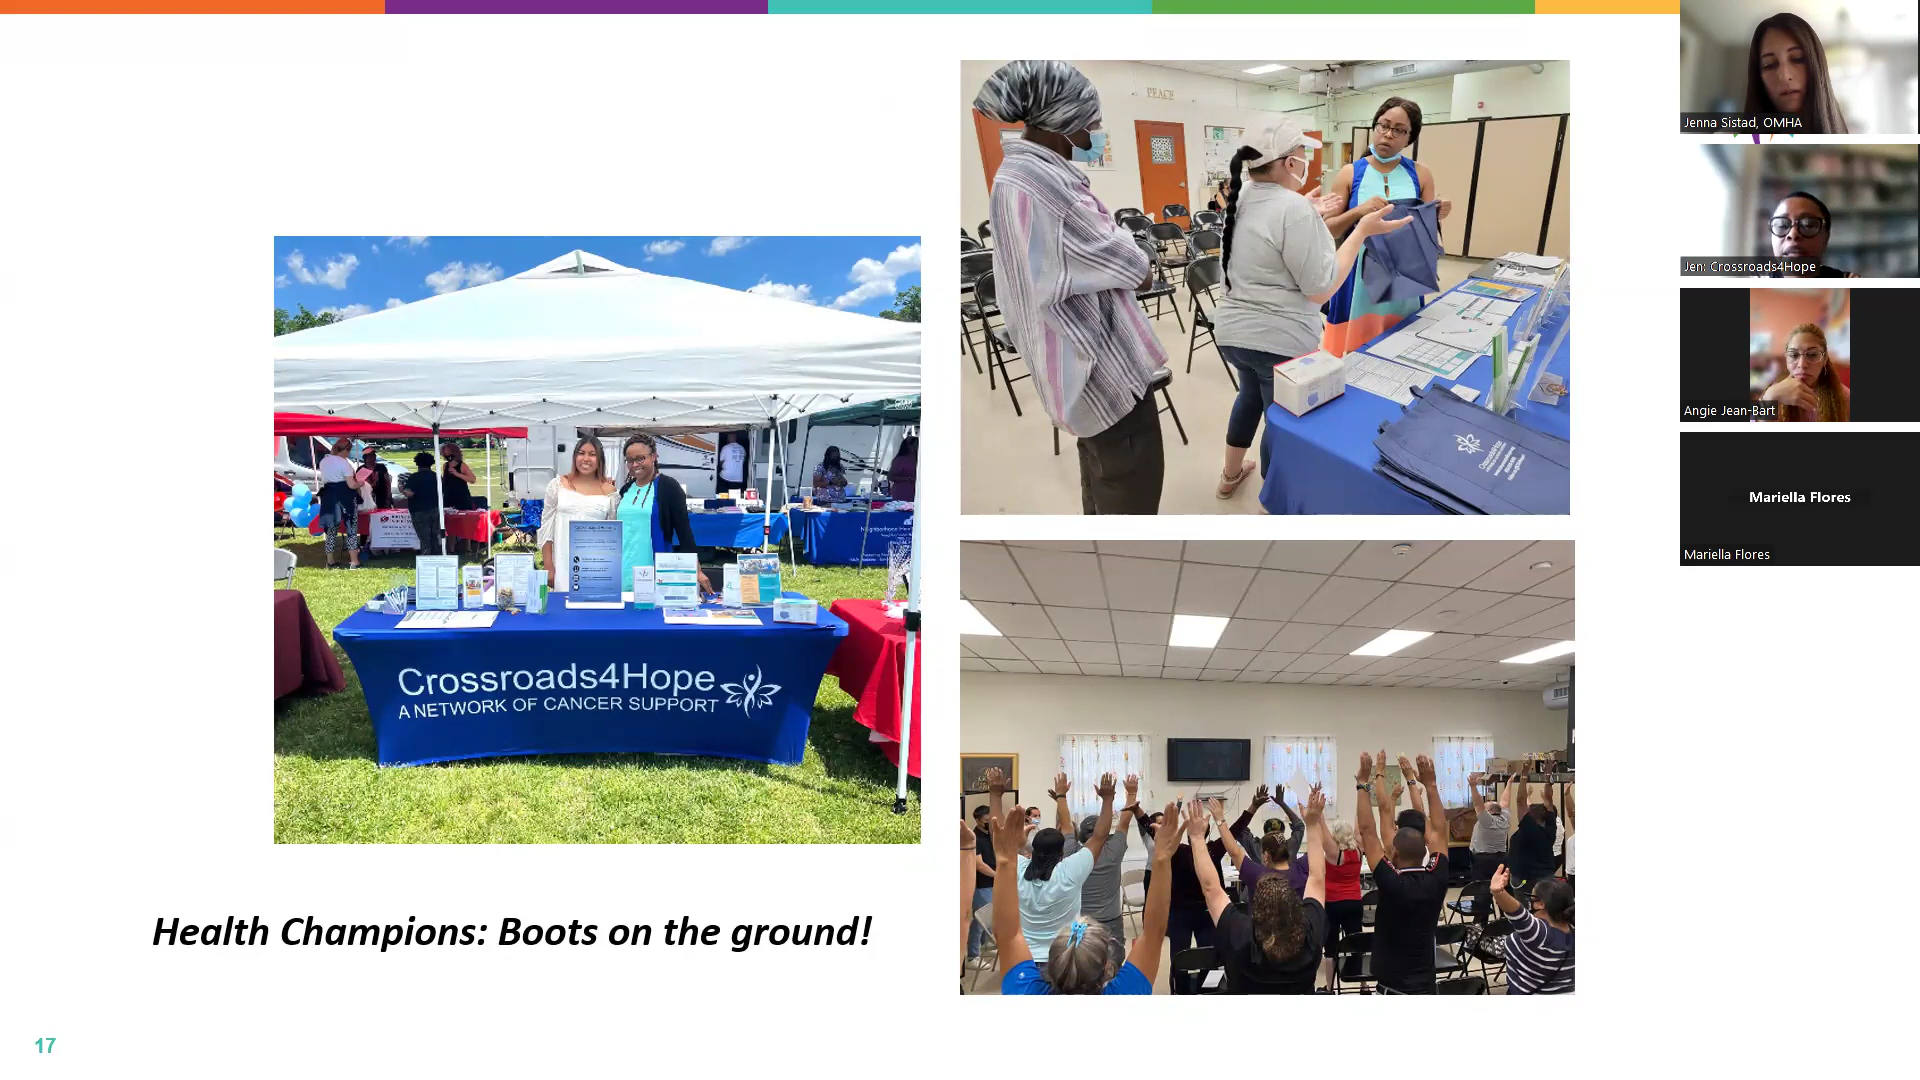 PEACE
Crossroads4Hope
A NETWORK OF CANCER SUPPORT
Health Champions: Boots on the ground!
17
Jenna Sistad, OMHA
Jen: Crossroads4Hope
Angie Jean-Bart
Mariella Flores
Mariella Flores